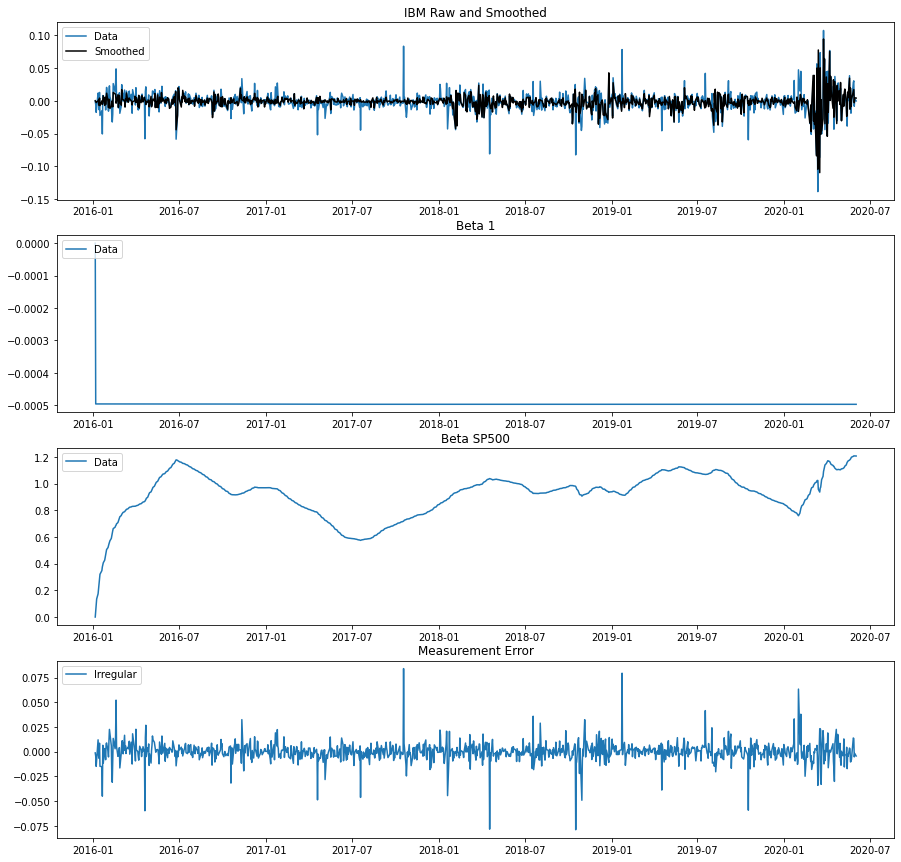 IBM Raw and Smoothed
0.10
0.05
0.00
−0.05
−0.10
−0.15
Data
Smoothed
2016-01 2016-07 2017-01 2017-07 2018-01 2018-07 2019-01 2019-07 2020-01 2020-07
Beta 1
0.0000
−0.0001
−0.0002
−0.0003
−0.0004
−0.0005
Data
2016-01 2016-07 2017-01 2017-07 2018-01 2018-07 2019-01 2019-07 2020-01 2020-07
Beta SP500
1.2
1.0
0.8
0.6
0.4
0.2
0.0
Data
2016-01 2016-07 2017-01 2017-07 2018-01 2018-07 2019-01 2019-07 2020-01 2020-07
Measurement Error
0.075
0.050
0.025
0.000
−0.025
−0.050
−0.075
Irregular
2016-01 2016-07 2017-01 2017-07 2018-01 2018-07 2019-01 2019-07 2020-01 2020-07